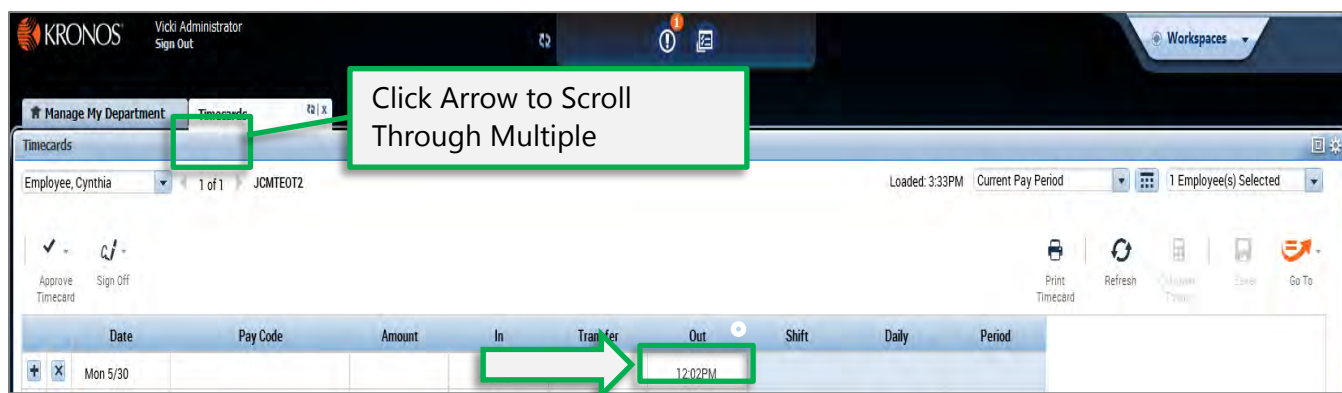 KRONOS
Vicki Administrator
Sign Out
1
Workspaces
Click Arrow to Scroll
Through Multiple
Manage My Department
Timecards
x
Timecards
Employee, Cynthia
1 of 1
JCMTEOT2
Loaded: 3:33PM
Current Pay Period
1 Employee(s) Selected
Approve
Timecard
Sign Off
Print
Timecard
Refresh
Go To
Date Pay Code Amount In Transfer Out Shift Daily Period
Mon 5/30
12:02PM